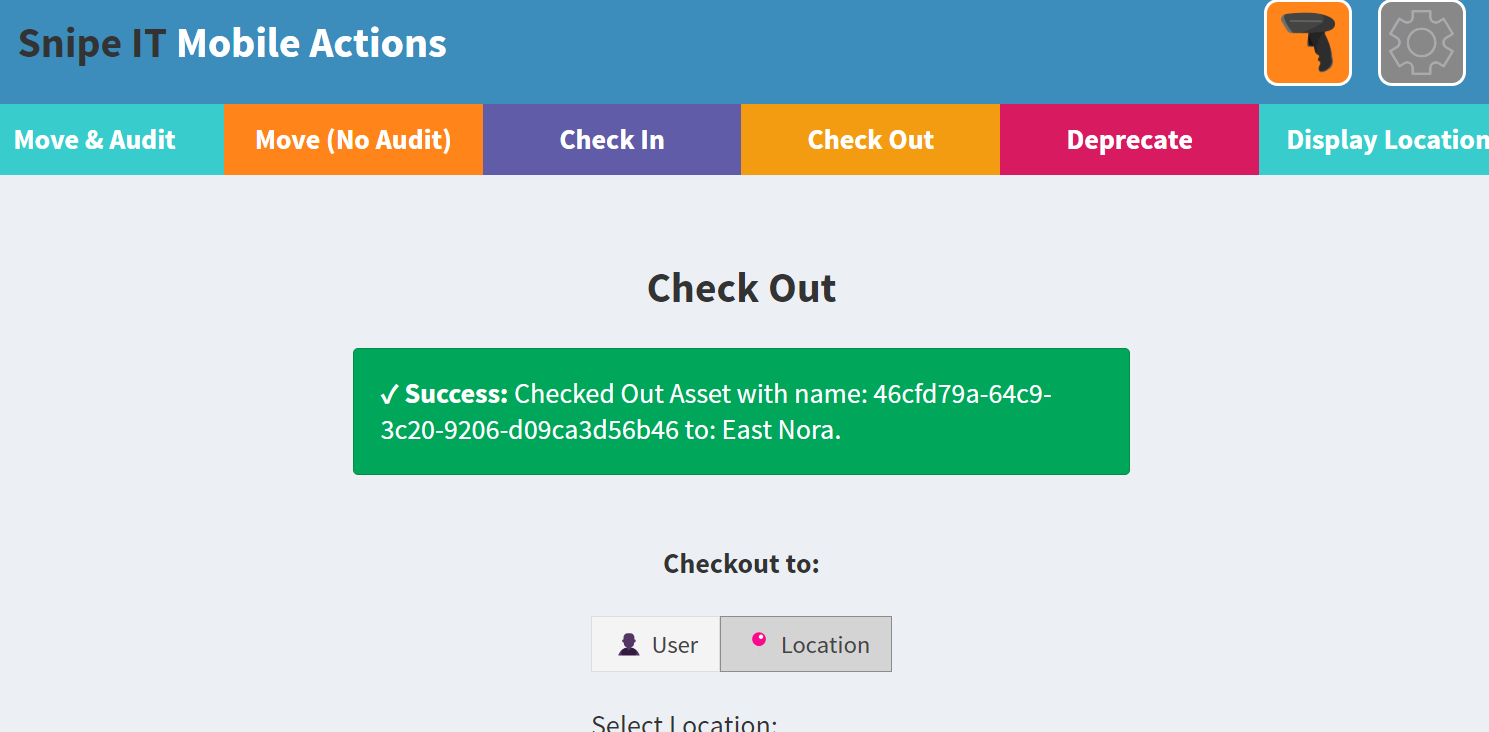 Snipe IT Mobile Actions
Move & Audit
Move (No Audit)
Check In
Check Out
Deprecate
Display Location
Check Out
✓ Success: Checked Out Asset with name: 46cfd79a-64c9-
3c20-9206-d09ca3d56b46 to: East Nora.
Checkout to:
User
Location
Select Location: